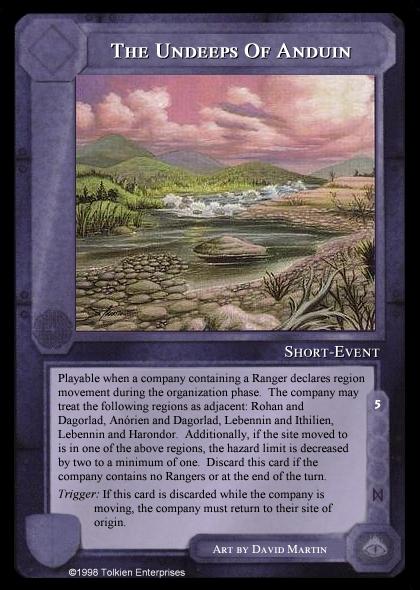 The Undeeps Of Anduin
Short-Event
Playable when a company containing a Ranger declares region
movement during the organization phase. The company may
treat the following regions as adjacent: Rohan and
Dagorlad, Anórien and Dagorlad, Lebennin and Ithilien,
Lebennin and Harondor. Additionally, if the site moved to
is in one of the above regions, the hazard limit is decreased
by two to a minimum of one. Discard this card if the
company contains no Rangers or at the end of the turn.
5
Trigger: If this card is discarded while the company is
moving, the company must return to their site of
origin.
Art by David Martin
©1998 Tolkien Enterprises